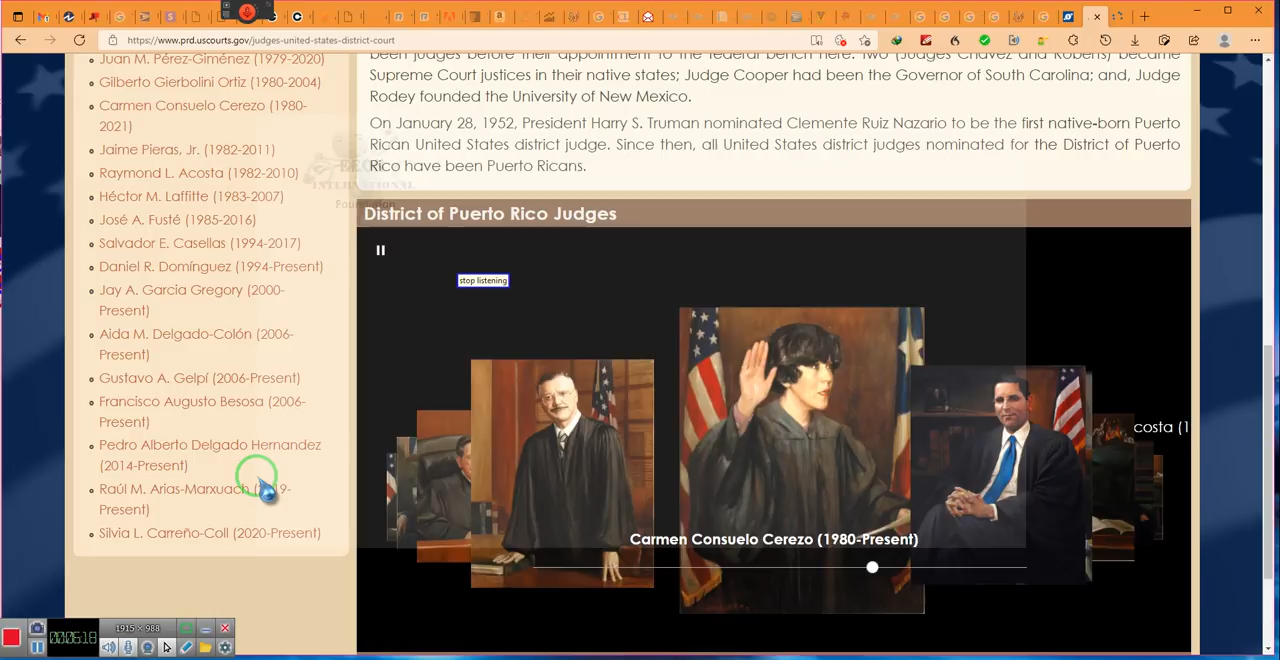 https://www.prd.uscourts.gov/judges-united-states-district-court
Juan M. Pérez-Giménez (1979-2020)
Gilberto Gierbolini Ortiz (1980-2004)
Carmen Consuelo Cerezo (1980-
2021)
Jaime Pieras, Jr. (1982-2011)
Raymond L. Acosta (1982-2010)
Héctor M. Laffitte (1983-2007)
José A. Fusté (1985-2016)
Salvador E. Casellas (1994-2017)
Daniel R. Domínguez (1994-Present)
Jay A. Garcia Gregory (2000-
Present)
Aida M. Delgado-Colón (2006-
Present)
Gustavo A. Gelpí (2006-Present)
Francisco Augusto Besosa (2006-
Present)
Pedro Alberto Delgado Hernandez
(2014-Present)
Raúl M. Arias-Marxuach 19-
Present)
Silvia L. Carreño-Coll (2020-Present)
been judges before their appointment to the federal bench here. Two (Judges Chavez and Roberts) became
Supreme Court justices in their native states; Judge Cooper had been the Governor of South Carolina; and, Judge
Rodey founded the University of New Mexico.
On January 28, 1952, President Harry S. Truman nominated Clemente Ruiz Nazario to be the first native-born Puerto
Rican United States district judge. Since then, all United States district judges nominated for the District of Puerto
Rico have been Puerto Ricans.
INTERNATIONAL
Foundation
District of Puerto Rico Judges
stop listening
costa (1
Carmen Consuelo Cerezo (1980-Present)
1915 × 988